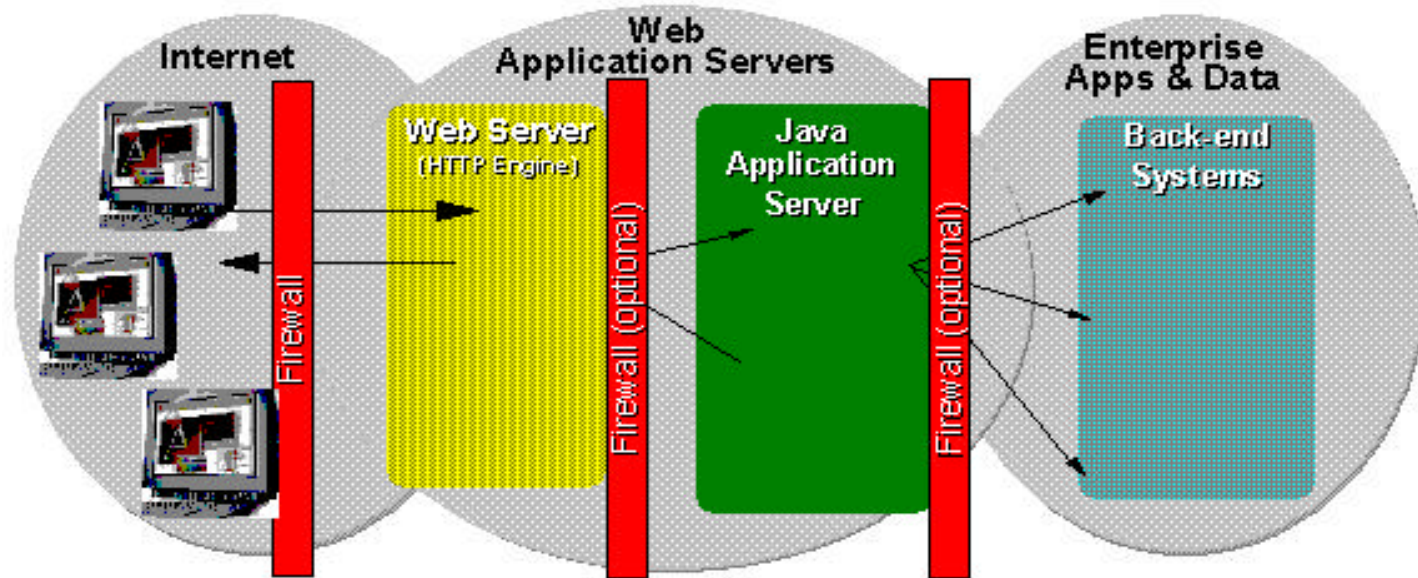 Internet
Firewall
Web
Application Servers
Web Server
(HTTP Engine)
Firewall (optional)
Java
Application
Server
Firewall (optional)
Enterprise
Apps & Data
Back-end
Systems